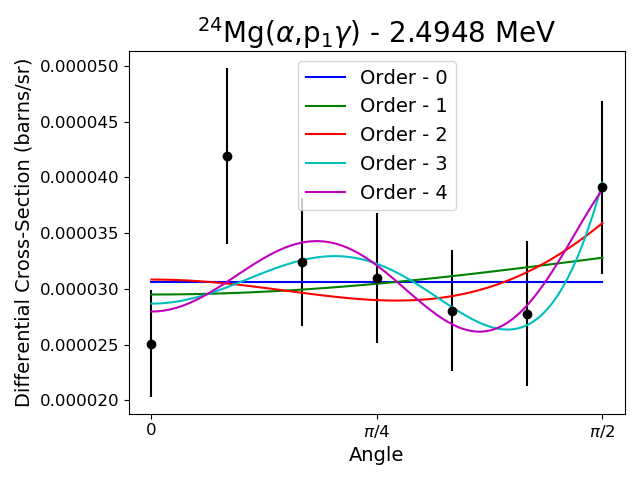 ²⁴Mg(α,p₁γ) - 2.4948 MeV
Differential Cross-Section (barns/sr)
0.000050
0.000045
0.000040
0.000035
0.000030
0.000025
0.000020
Order - 0
Order - 1
Order - 2
Order - 3
Order - 4
0 π/4 π/2
Angle